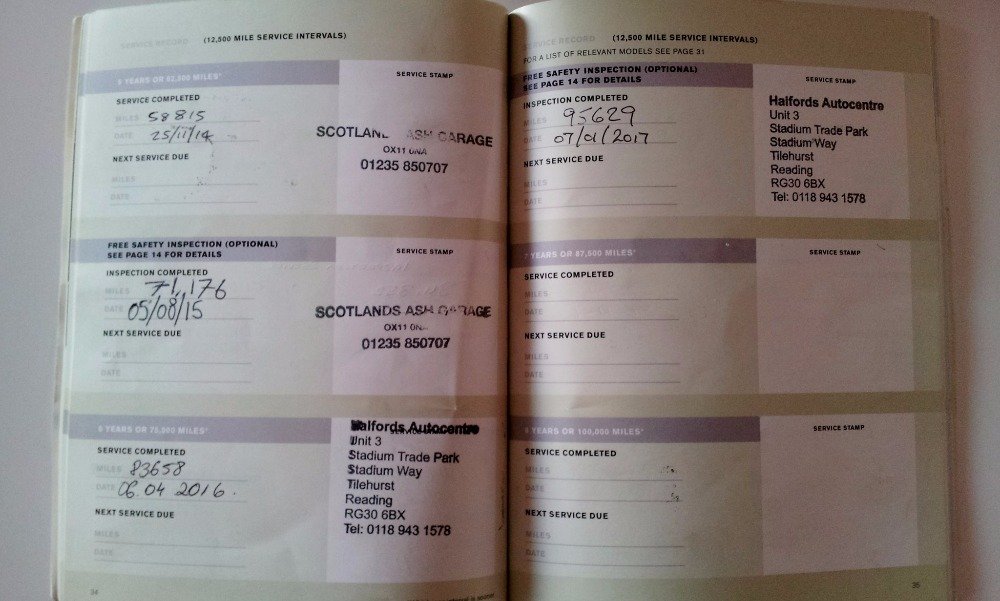 SERVICE RECORD (12,500 MILE SERVICE INTERVALS)
5 YEARS OR 62,500 MILES*
SERVICE STAMP
SERVICE COMPLETED
MILES 58815
DATE 25/11/14
SCOTLAN ASH GARAGE
OX11
01235 850707
NEXT SERVICE DUE
MILES
DATE
FREE SAFETY INSPECTION (OPTIONAL)
SEE PAGE 14 FOR DETAILS
SERVICE STAMP
INSPECTION COMPLETED
MILES 71,176
DATE 05/08/15
SCOTLANDS ASH GARAGE
OX11
01235 850707
NEXT SERVICE DUE
MILES
DATE
6 YEARS OR 75,000 MILES*
SERVICE STAMP
SERVICE COMPLETED
MILES 83658
DATE 06.04 2016.
Halfords Autocentre
Unit 3
Stadium Trade Park
Stadium Way
Tilehurst
Reading
RG30 6BX
Tel: 0118 943 1578
NEXT SERVICE DUE
MILES
DATE
34
SERVICE RECORD (12,500 MILE SERVICE INTERVALS)
FOR A LIST OF RELEVANT MODELS SEE PAGE 31
FREE SAFETY INSPECTION (OPTIONAL)
SEE PAGE 14 FOR DETAILS
SERVICE STAMP
INSPECTION COMPLETED
MILES 95629
DATE 07/01/2017
Halfords Autocentre
Unit 3
Stadium Trade Park
Stadium Way
Tilehurst
Reading
RG30 6BX
Tel: 0118 943 1578
NEXT SERVICE DUE
MILES
DATE
7 YEARS OR 87,500 MILES*
SERVICE STAMP
SERVICE COMPLETED
MILES
DATE
NEXT SERVICE DUE
MILES
DATE
8 YEARS OR 100,000 MILES*
SERVICE STAMP
SERVICE COMPLETED
MILES
DATE
NEXT SERVICE DUE
MILES
DATE
35